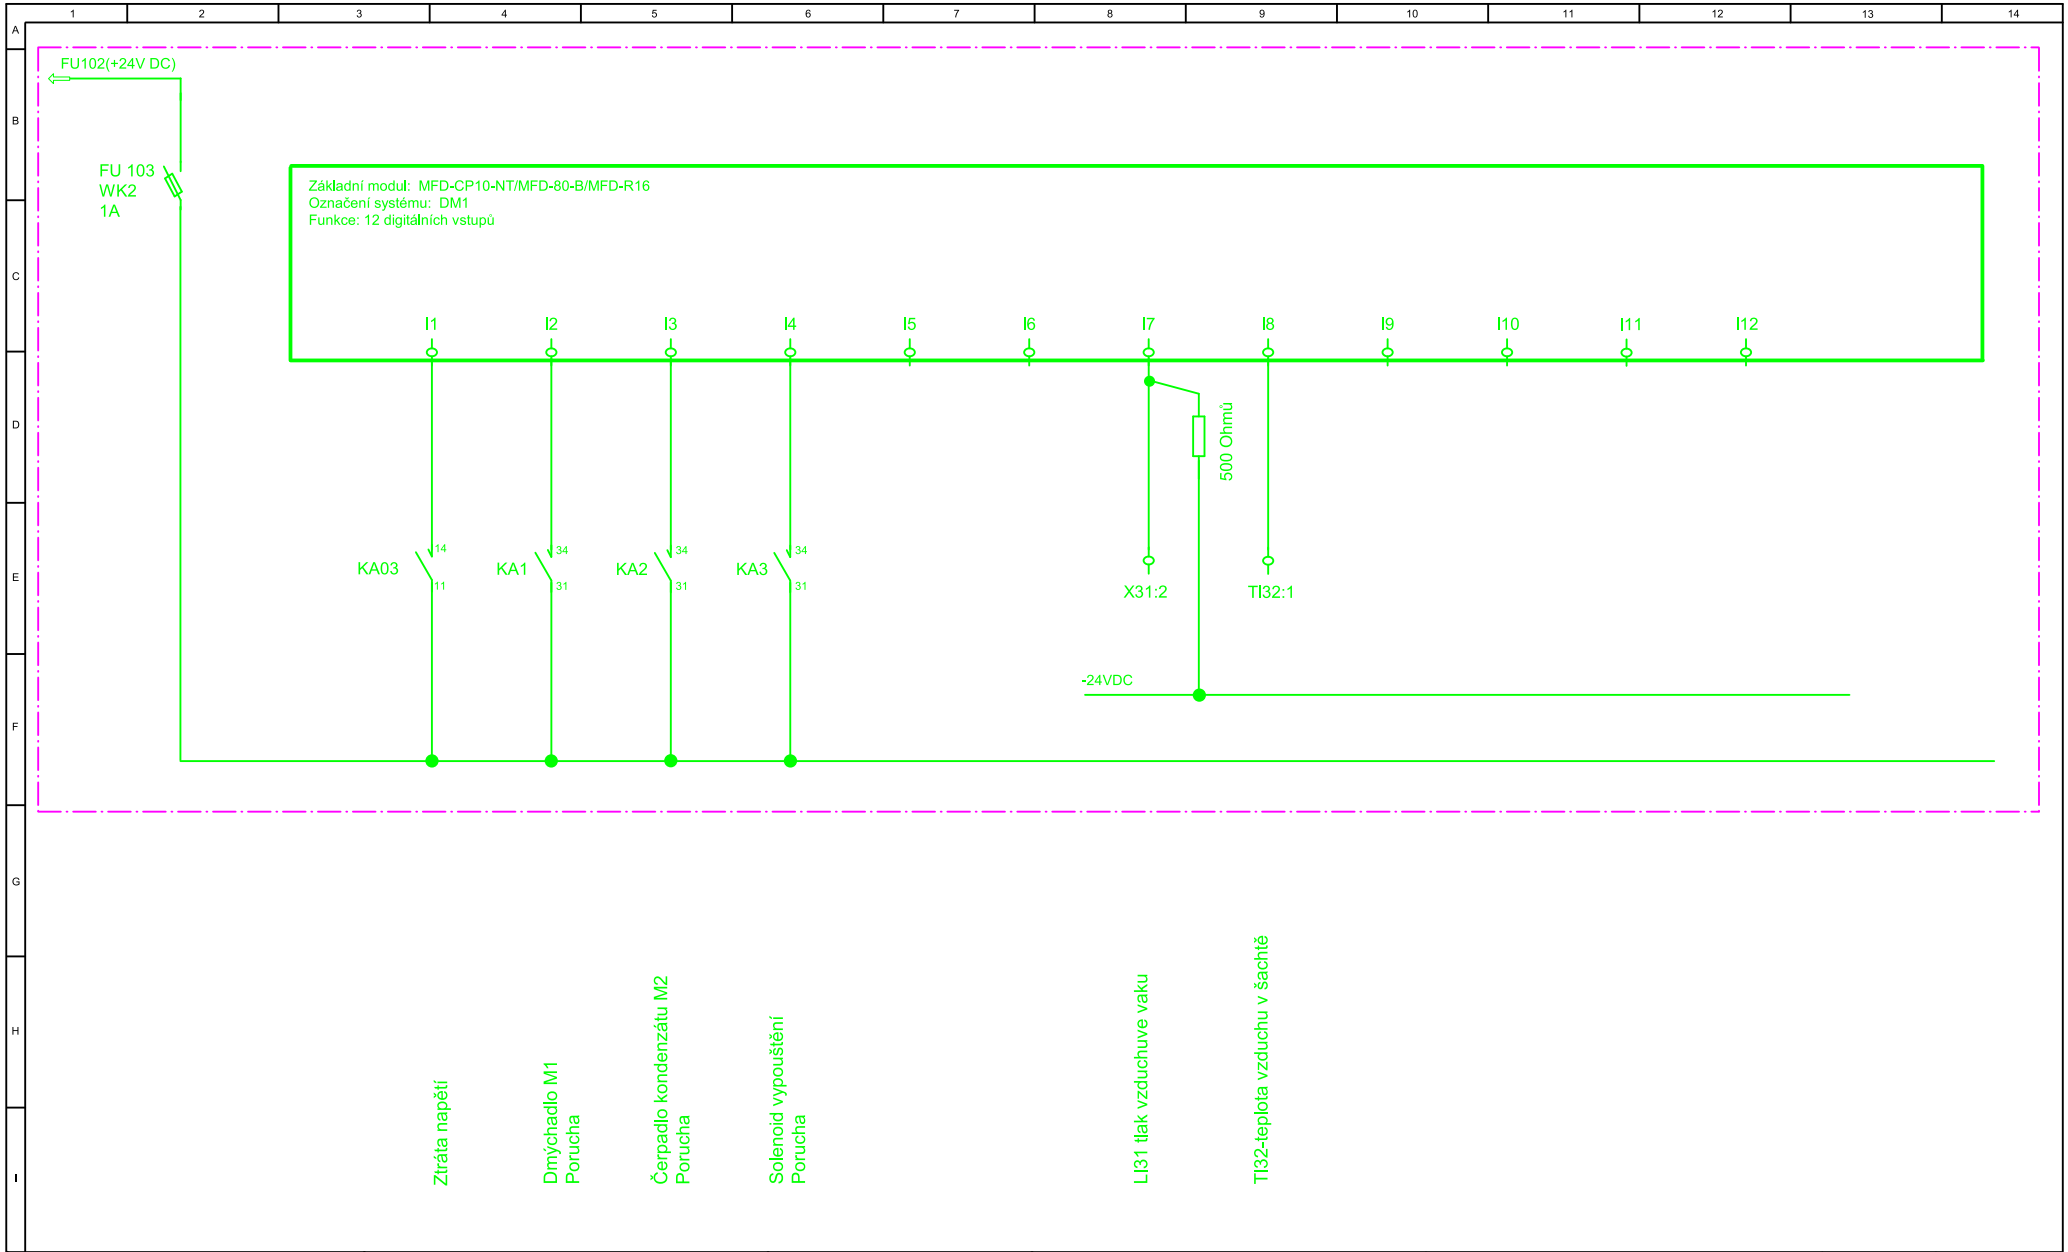 1 2 3 4 5 6 7 8 9 10 11 12 13 14
A
B
C
D
E
F
G
H
I
FU102(+24V DC)
FU 103
WK2
1A
Základní modul: MFD-CP10-NT/MFD-80-B/MFD-R16
Označení systému: DM1
Funkce: 12 digitálních vstupů
I1 I2 I3 I4 I5 I6 I7 I8 I9 I10 I11 I12
500 Ohmů
KA03 14 11
KA1 34 31
KA2 34 31
KA3 34 31
X31:2
TI32:1
-24VDC
Ztráta napětí
Dmýchadlo M1
Porucha
Čerpadlo kondenzátu M2
Porucha
Solenoid vypouštění
Porucha
LI31 tlak vzduchuve vaku
TI32-teplota vzduchu v šachtě